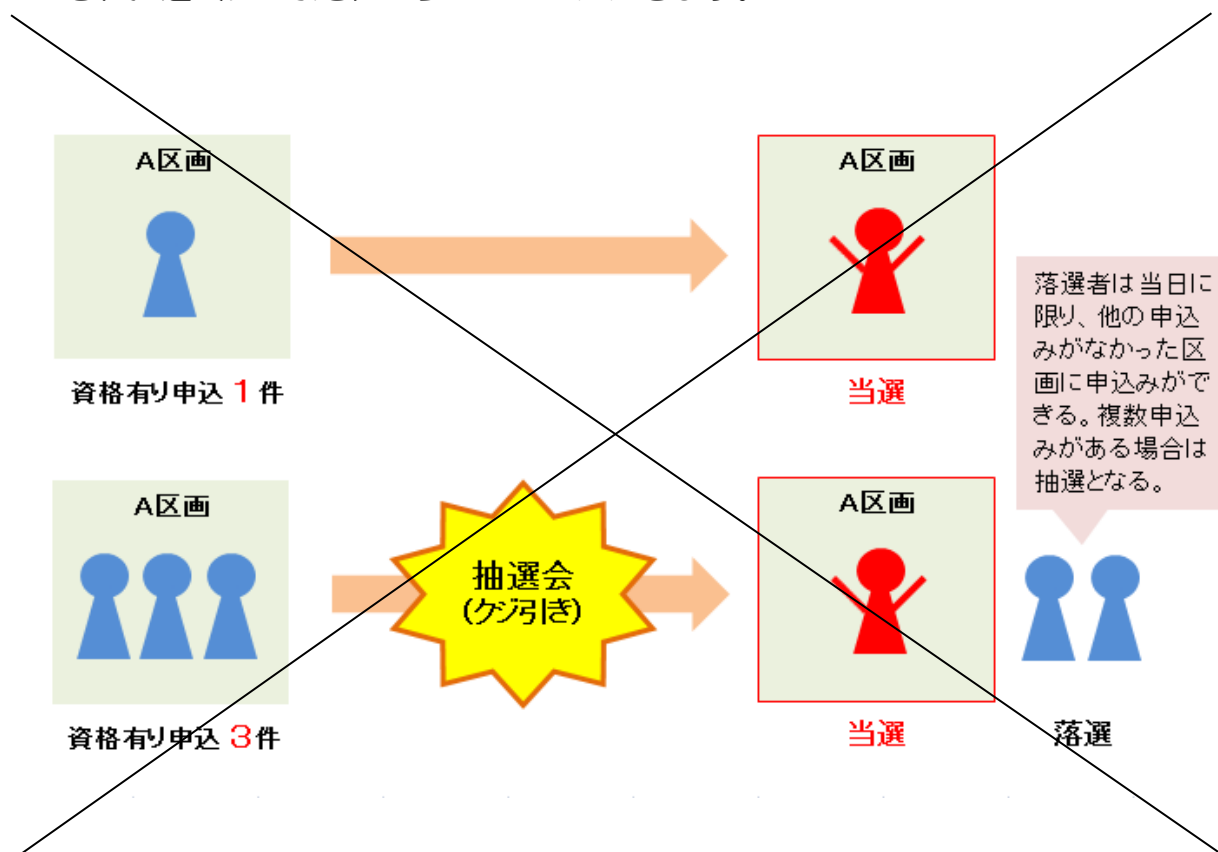 A区画
A区画
資格有り申込 1 件
当選
落選者は当日に
限り、他の申込
みがなかった区
画に申込みがで
きる。複数申込
みがある場合は
抽選となる。
A区画
抽選会
(クジ引き)
A区画
資格有り申込 3 件
当選
落選